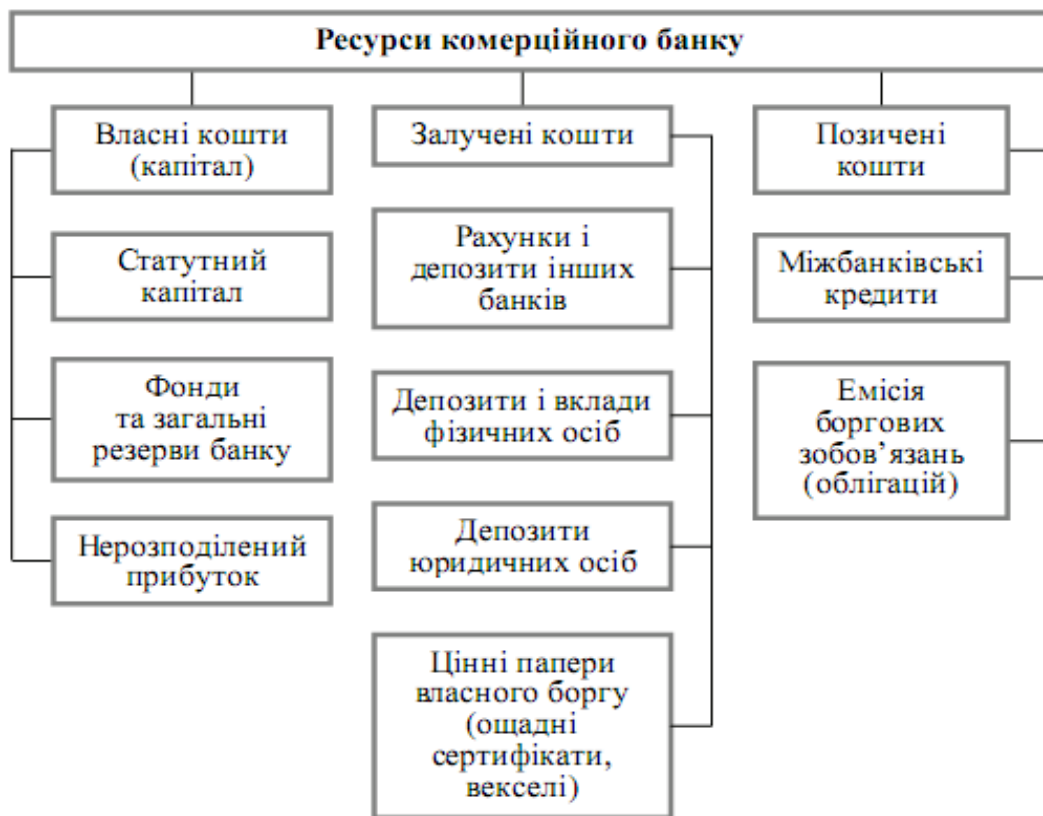 Ресурси комерційного банку
Власні кошти
(капітал)
Статутний
капітал
Фонди
та загальні
резерви банку
Нерозподілений
прибуток
Залучені кошти
Рахунки і
депозити інших
банків
Депозити і вклади
фізичних осіб
Депозити
юридичних осіб
Цінні папери
власного боргу
(ощадні
сертифікати,
векселі)
Позичені
кошти
Міжбанківські
кредити
Емісія
боргових
зобов’язань
(облігацій)